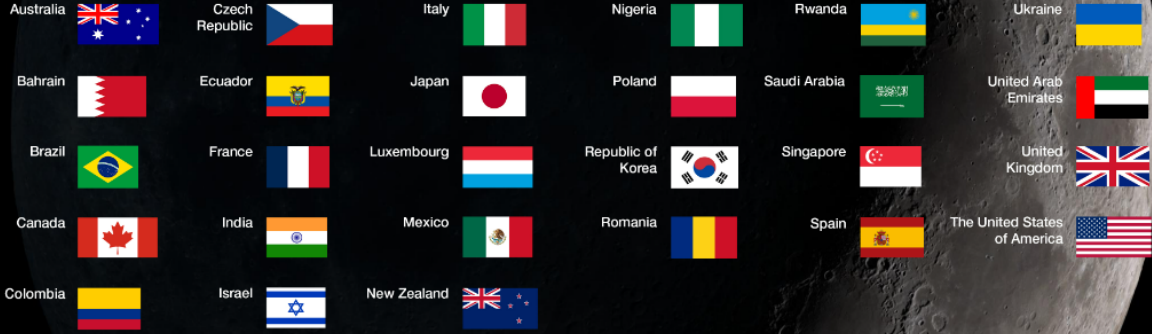 Australia
Czech
Republic
Italy
Nigeria
Rwanda
Ukraine
Bahrain
Ecuador
Japan
Poland
Saudi Arabia
United Arab
Emirates
Brazil
France
Luxembourg
Republic of
Korea
Singapore
United
Kingdom
Canada
India
Mexico
Romania
Spain
The United States
of America
Colombia
Israel
New Zealand